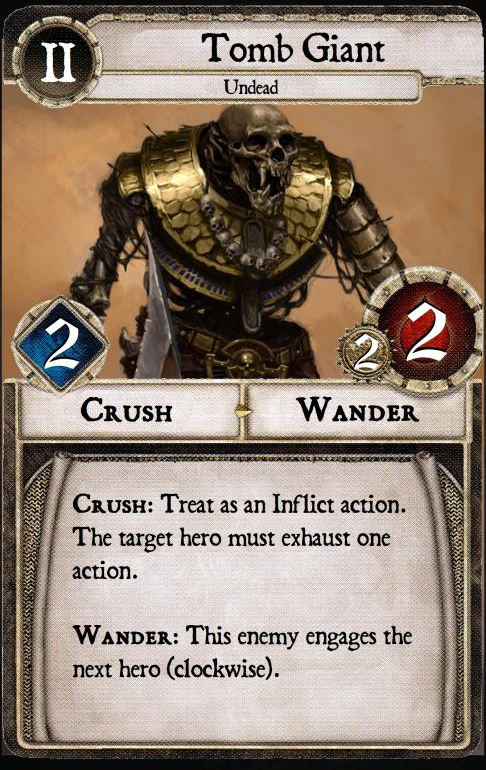 II
Tomb Giant
Undead
2
2
2
Crush
Wander
Crush: Treat as an Inflict action.
The target hero must exhaust one
action.
Wander: This enemy engages the
next hero (clockwise).